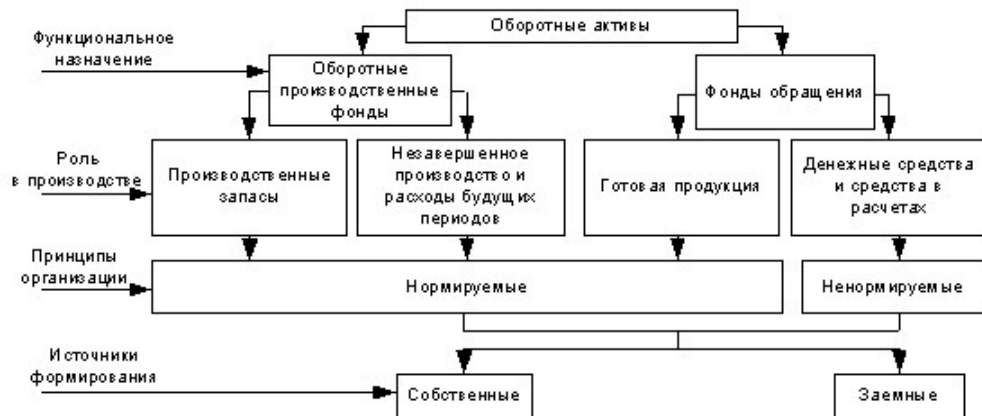 Оборотные активы
Функциональное
назначение
Оборотные
производственные
фонды
Фонды обращения
Роль
в производстве
Производственные
запасы
Незавершенное
производство и
расходы будущих
периодов
Готовая продукция
Денежные средства
и средства в
расчетах
Принципы
организации
Нормируемые
Ненормируемые
Источники
формирования
Собственные
Заемные